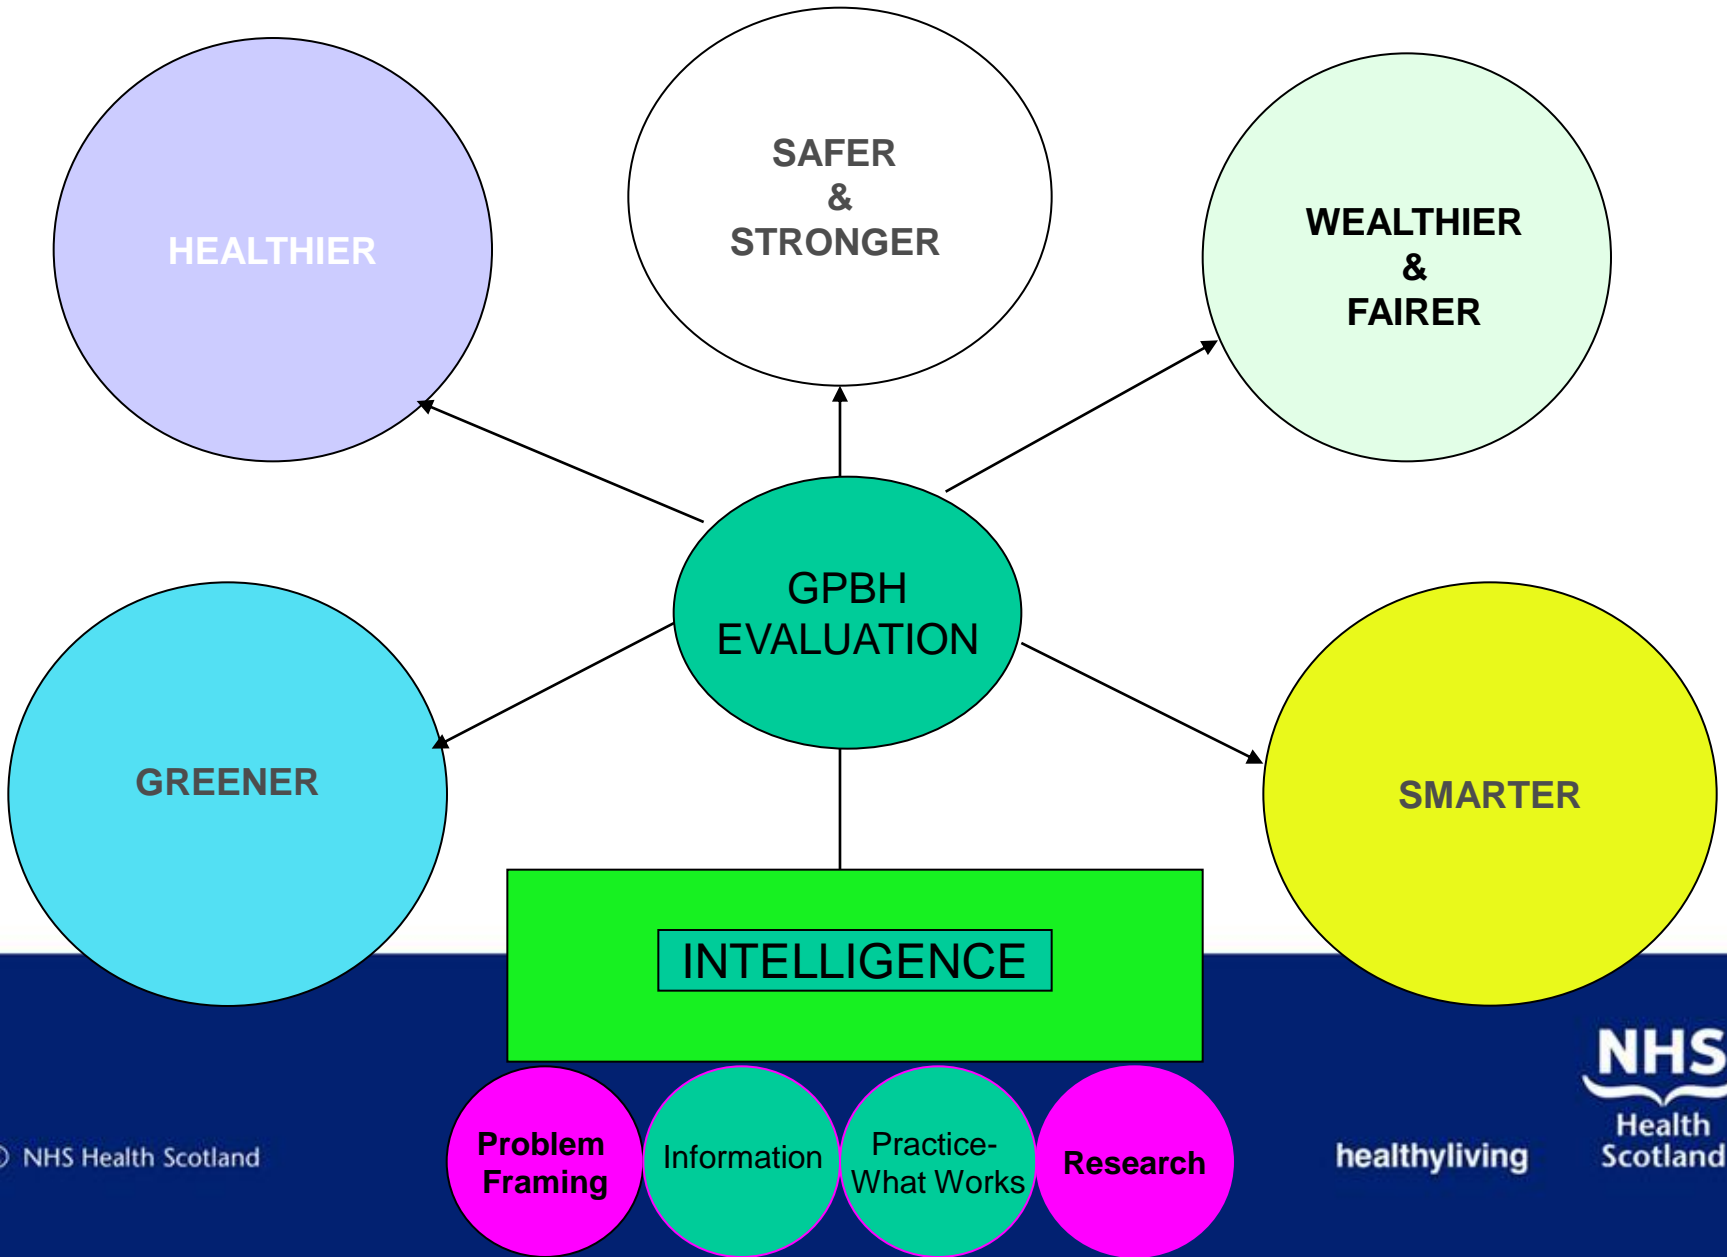 HEALTHIER
SAFER
&
STRONGER
WEALTHIER
&
FAIRER
GPBH
EVALUATION
GREENER
SMARTER
INTELLIGENCE
Problem
Framing
Information
Practice-
What Works
Research
© NHS Health Scotland
healthyliving
NHS
Health
Scotland